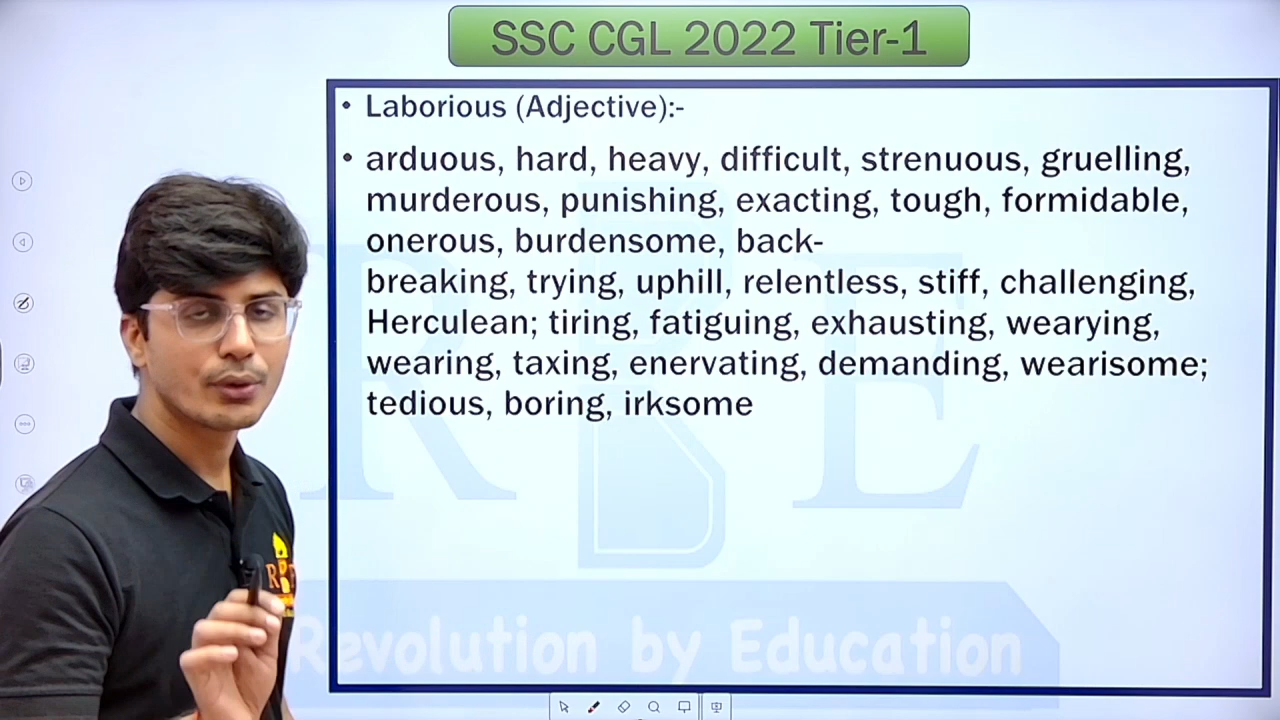 SSC CGL 2022 Tier-1
• Laborious (Adjective):-
• arduous, hard, heavy, difficult, strenuous, gruelling,
murderous, punishing, exacting, tough, formidable,
onerous, burdensome, back-
breaking, trying, uphill, relentless, stiff, challenging,
Herculean; tiring, fatiguing, exhausting, wearying,
wearing, taxing, enervating, demanding, wearisome;
tedious, boring, irksome
R B E
Revolution by Education